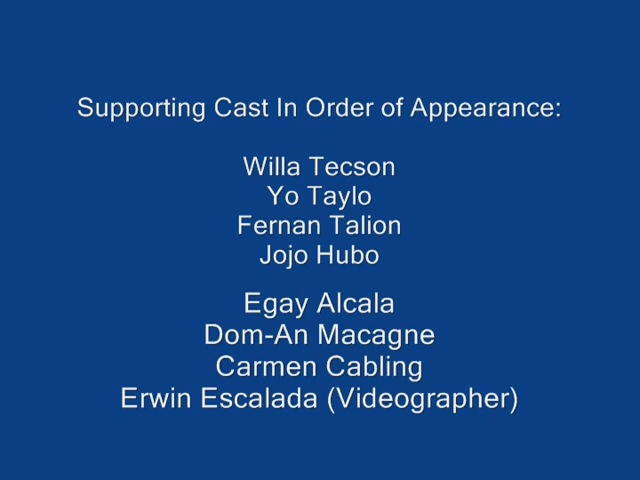 Supporting Cast In Order of Appearance:
Willa Tecson
Yo Taylo
Fernan Talion
Jojo Hubo
Egay Alcala
Dom-An Macagne
Carmen Cabling
Erwin Escalada (Videographer)